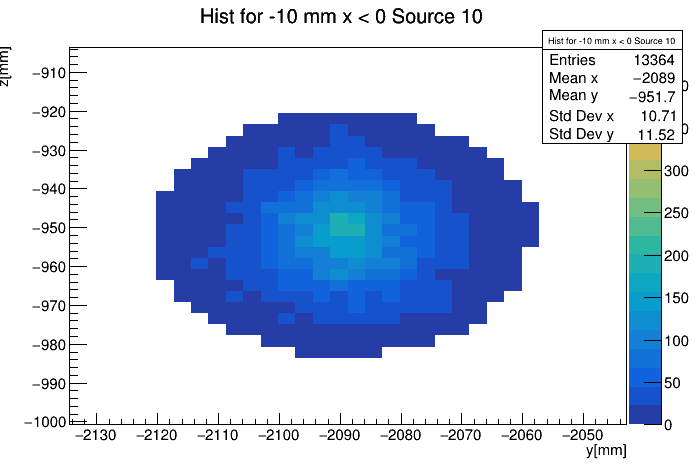 Hist for -10 mm x < 0 Source 10
Hist for -10 mm x < 0 Source 10
Entries 13364
Mean x −2089
Mean y −951.7
Std Dev x 10.71
Std Dev y 11.52
z[mm]
−910
−920
−930
−940
−950
−960
−970
−980
−990
−1000
−2130 −2120 −2110 −2100 −2090 −2080 −2070 −2060 −2050
y[mm]
300
250
200
150
100
50
0